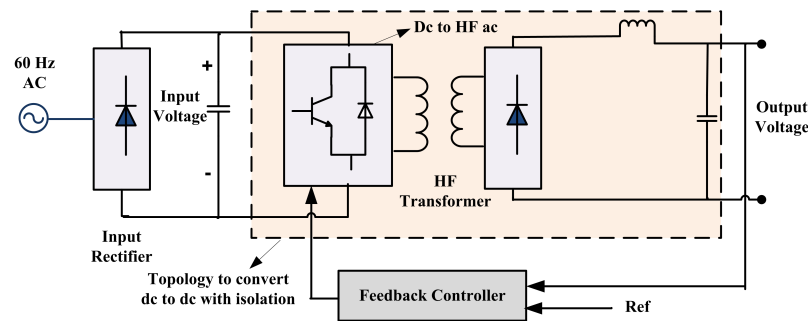 Dc to HF ac
60 Hz
AC
+
Input
Voltage
-
Output
Voltage
HF
Transformer
Input
Rectifier
Topology to convert
dc to dc with isolation
Feedback Controller
Ref